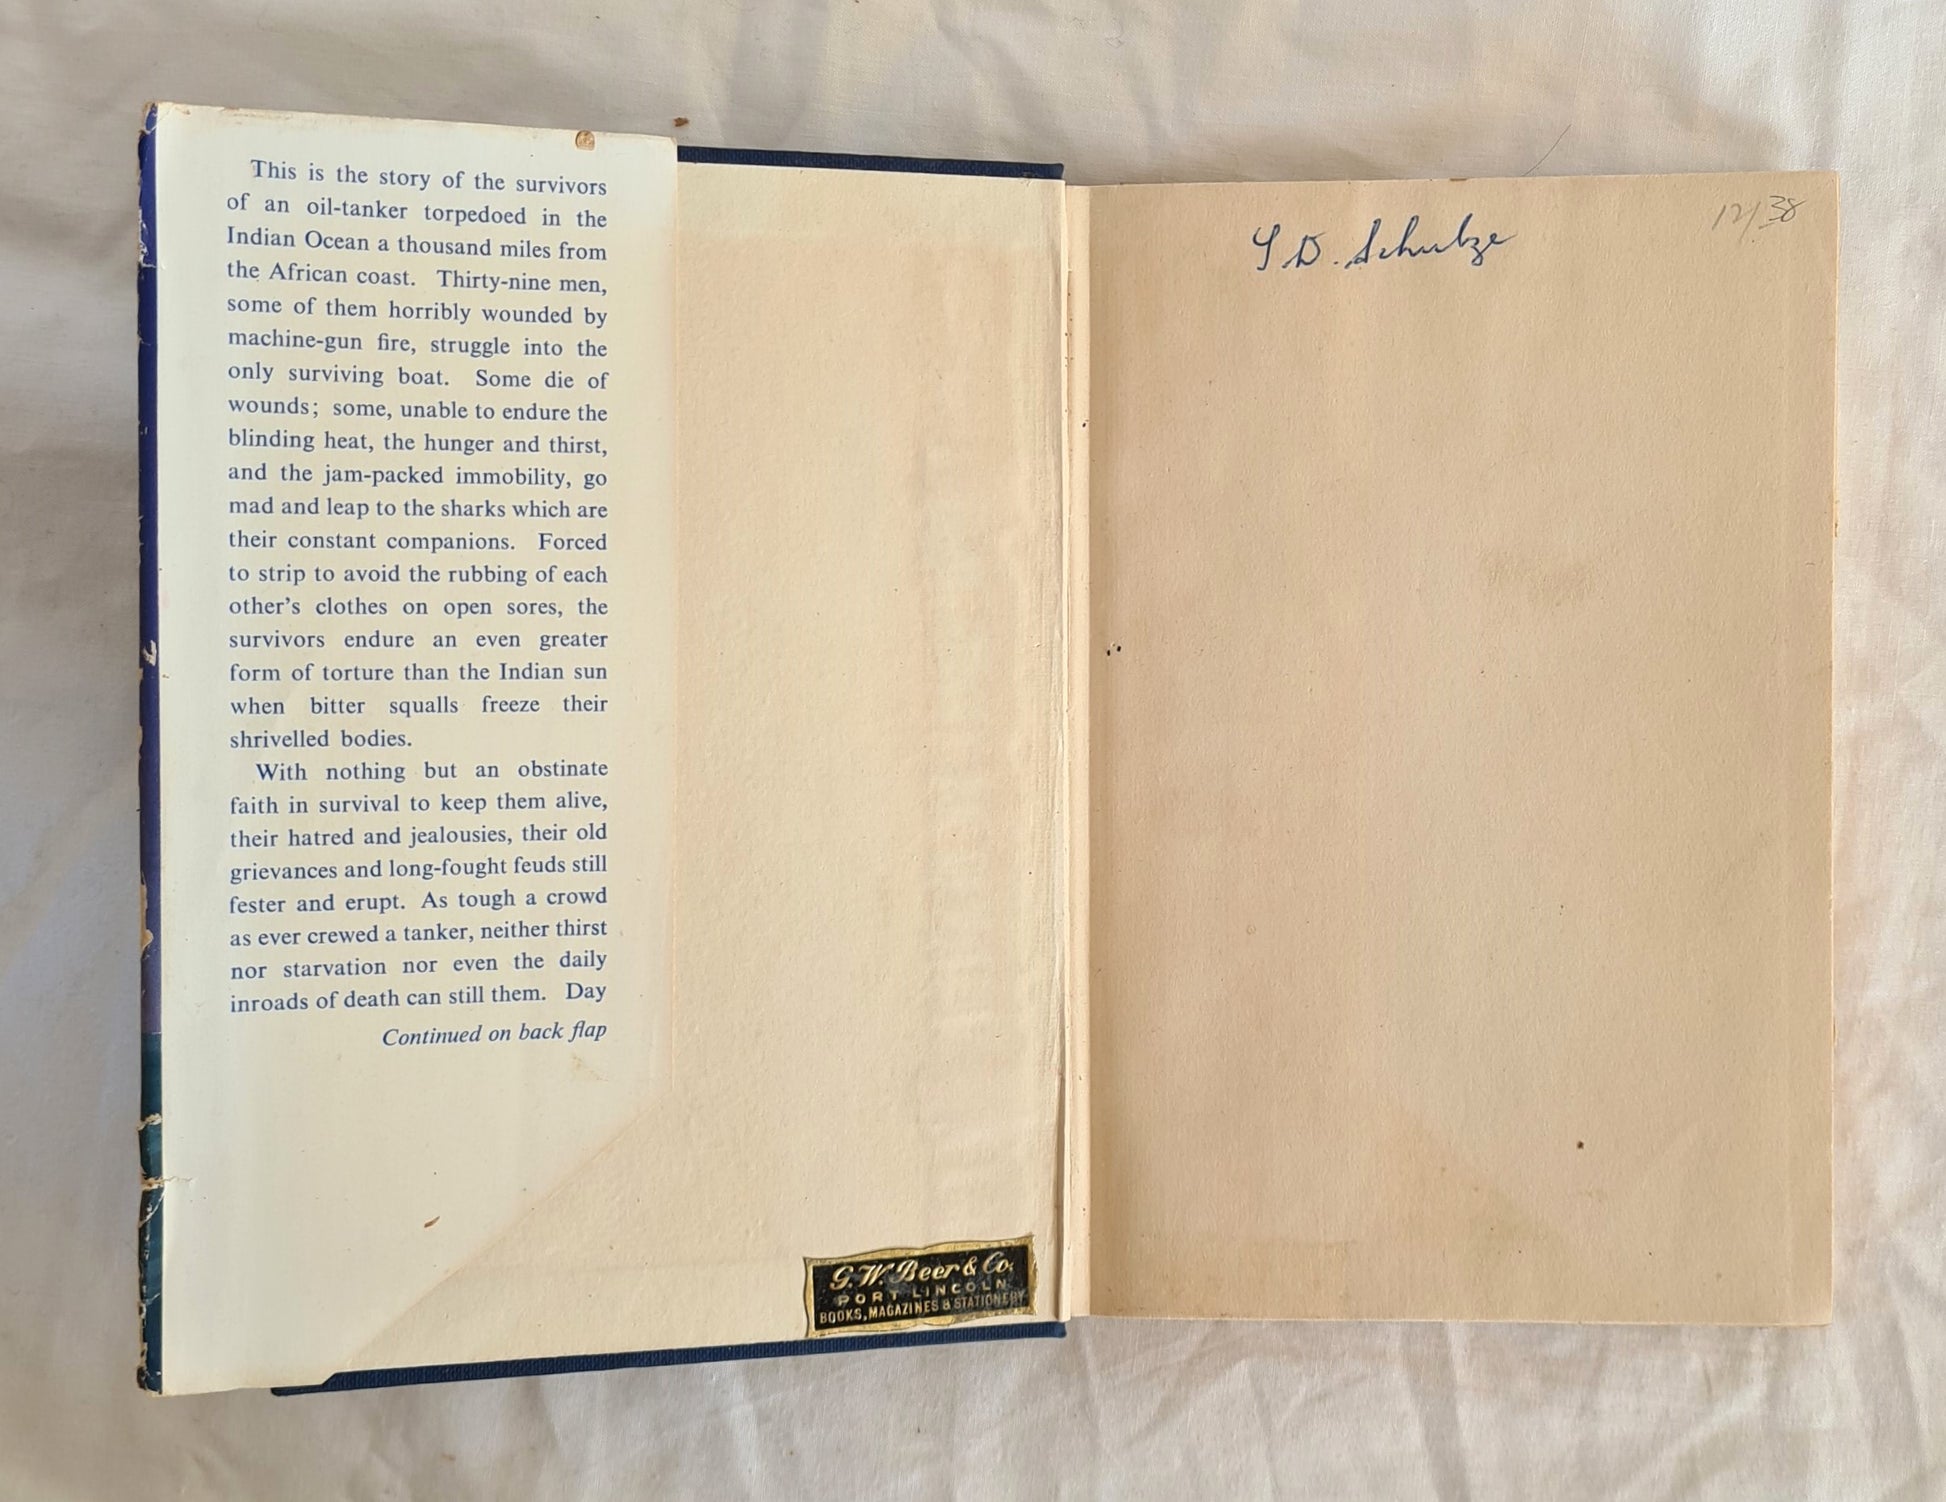 This is the story of the survivors
of an oil-tanker torpedoed in the
Indian Ocean a thousand miles from
the African coast. Thirty-nine men,
some of them horribly wounded by
machine-gun fire, struggle into the
only surviving boat. Some die of
wounds; some, unable to endure the
blinding heat, the hunger and thirst,
and the jam-packed immobility, go
mad and leap to the sharks which are
their constant companions. Forced
to strip to avoid the rubbing of each
other's clothes on open sores, the
survivors endure an even greater
form of torture than the Indian sun
when bitter squalls freeze their
shrivelled bodies.
With nothing but an obstinate
faith in survival to keep them alive,
their hatred and jealousies, their old
grievances and long-fought feuds still
fester and erupt. As tough a crowd
as ever crewed a tanker, neither thirst
nor starvation nor even the daily
inroads of death can still them. Day
Continued on back flap
G.W. Beer & Co.
PORT LINCOLN
BOOKS, MAGAZINES & STATIONERY
D. Schulze